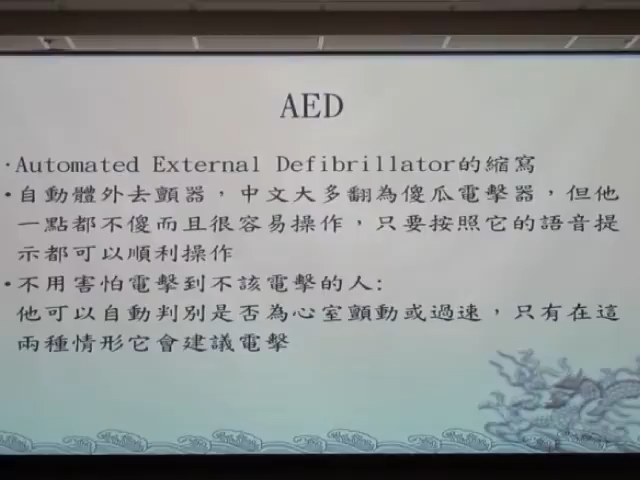 AED
·Automated External Defibrillator的縮寫
•自動體外去顫器，中文大多翻為傻瓜電擊器，但他
一點都不傻而且很容易操作，只要按照它的語音提
示都可以順利操作
•不用害怕電擊到不該電擊的人:
他可以自動判別是否為心室顫動或過速，只有在這
兩種情形它會建議電擊